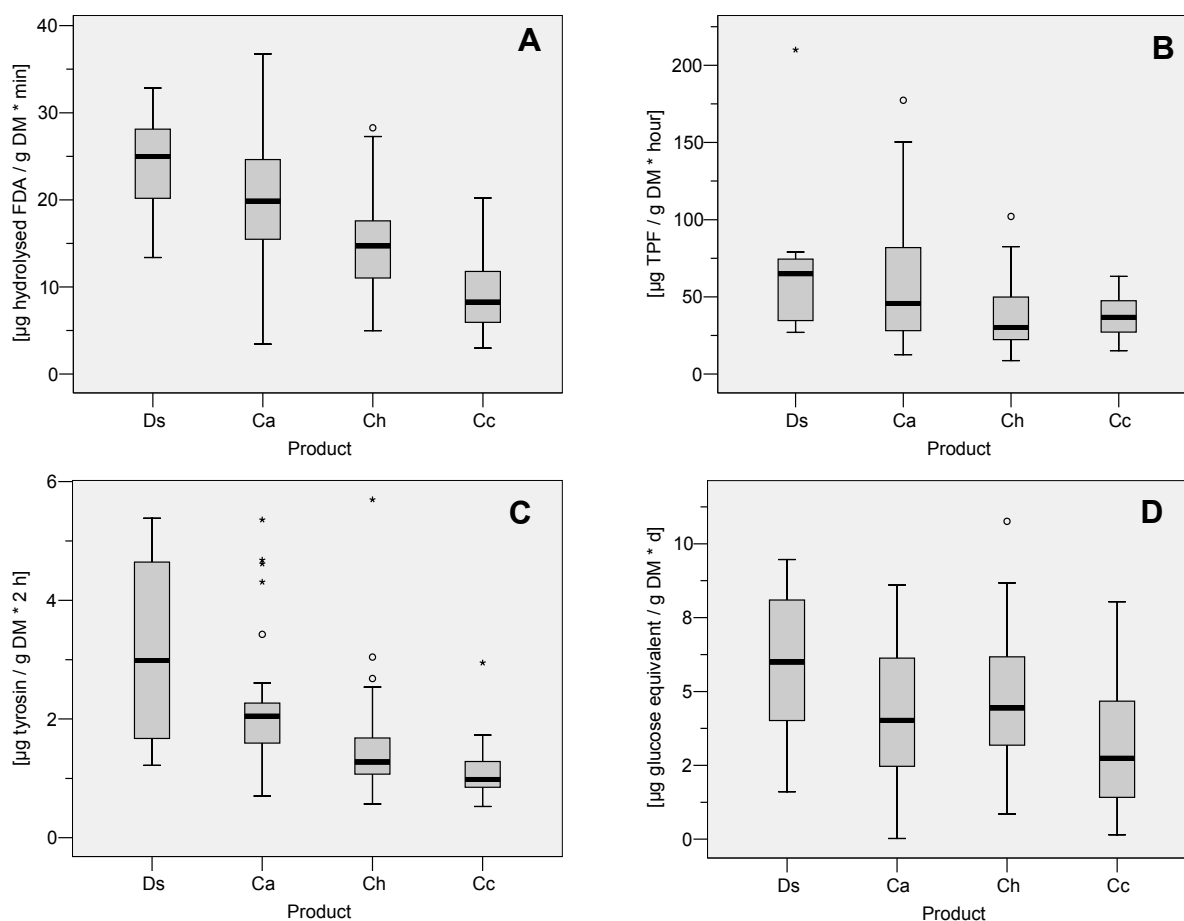 A
[µg hydrolysed FDA / g DM * min]
40
30
20
10
0
Ds Ca Ch Cc
Product
B
[µg TPF / g DM * hour]
200
150
100
50
0
Ds Ca Ch Cc
Product
C
[µg tyrosin / g DM * 2 h]
6
4
2
0
Ds Ca Ch Cc
Product
D
[µg glucose equivalent / g DM * d]
10
8
5
2
0
Ds Ca Ch Cc
Product